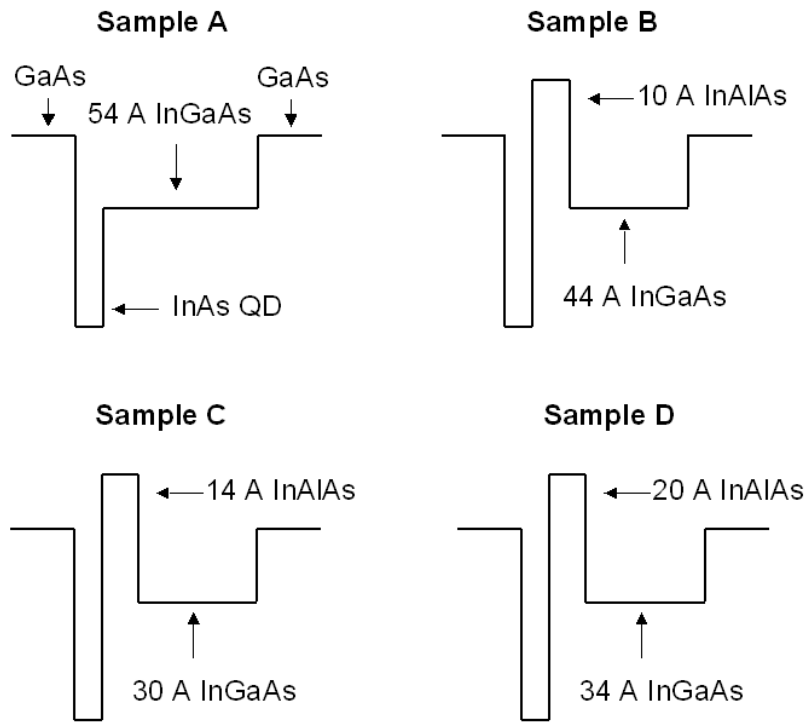 Sample A
GaAs
GaAs
54 A InGaAs
InAs QD
Sample B
10 A InAlAs
44 A InGaAs
Sample C
14 A InAlAs
30 A InGaAs
Sample D
20 A InAlAs
34 A InGaAs